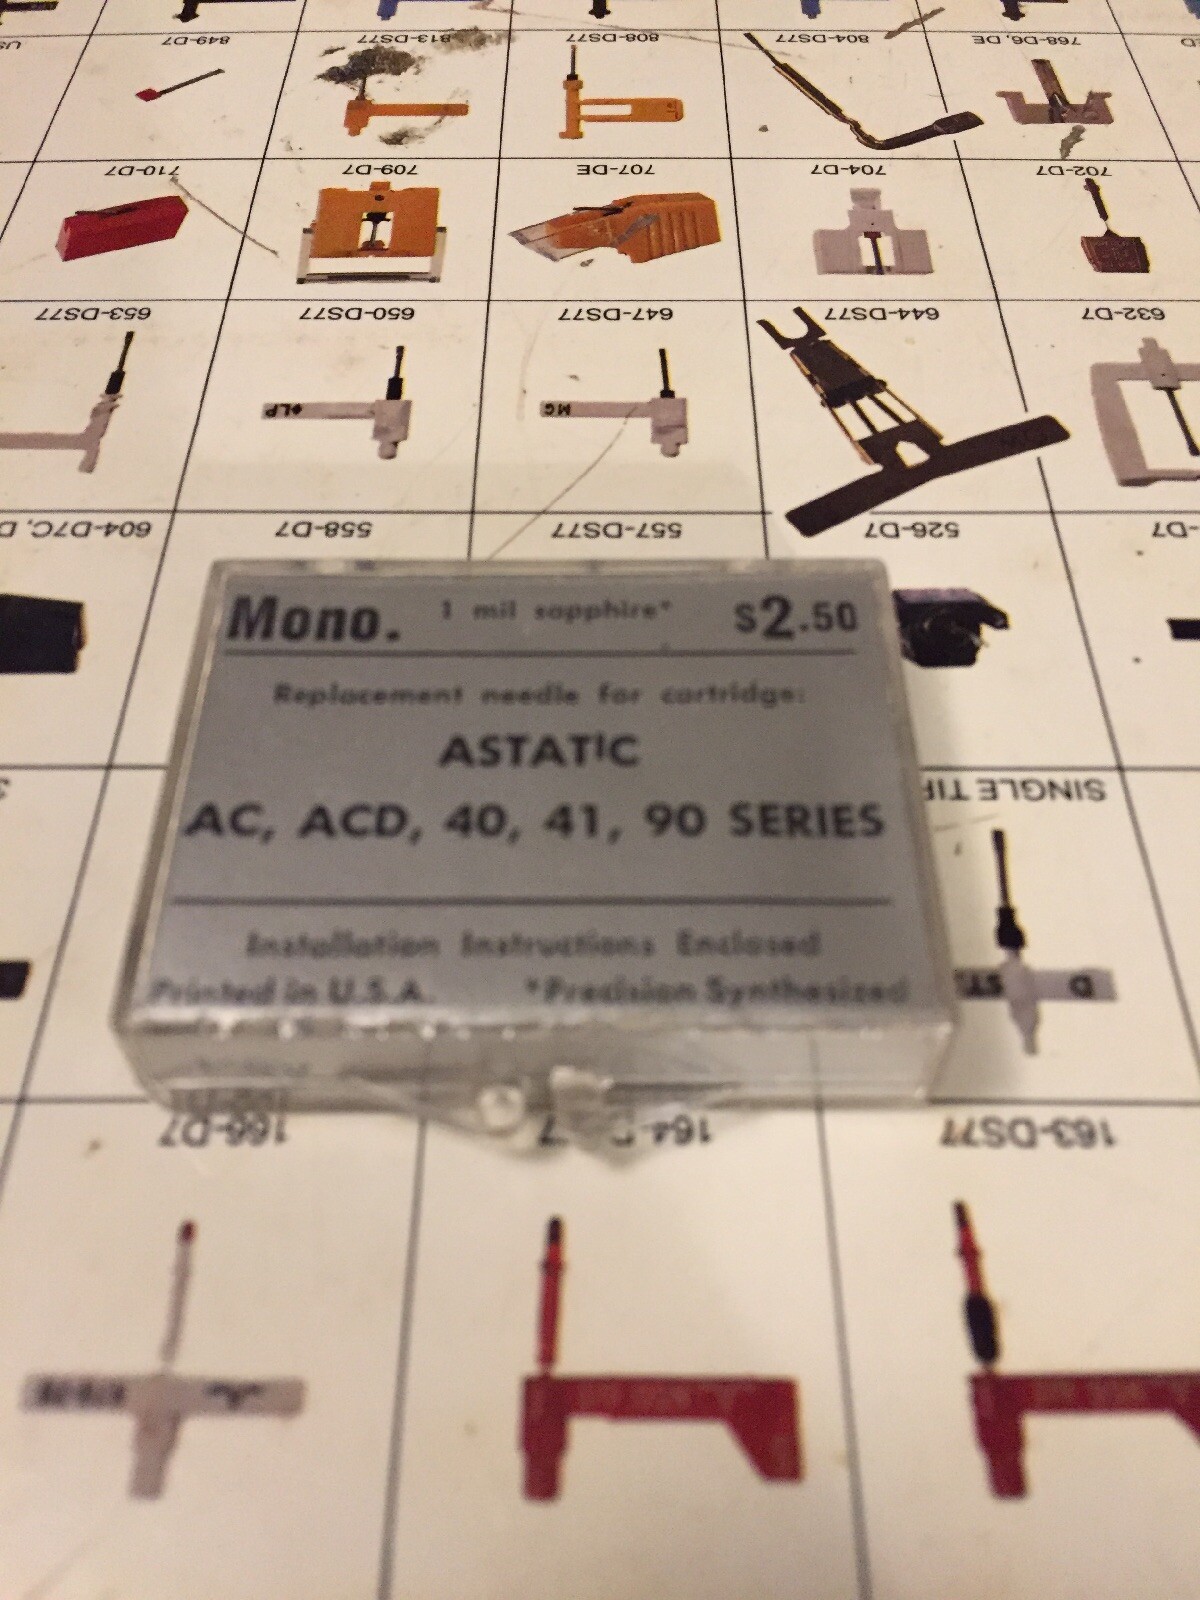 849-D7
813-DS77
808-DS77
804-DS77
768-D6, DE
710-D7
709-D7
707-DE
704-D7
702-D7
653-DS77
650-DS77
647-DS77
644-DS77
632-D7
♦LP
MG
604-D7C, D
558-D7
557-DS77
526-D7
Mono. 1 mil sapphire* $2.50
Replacement needle for cartridge:
ASTATIC
AC, ACD, 40, 41, 90 SERIES
Installation Instructions Enclosed
Printed in U.S.A. *Precision Synthesized
SINGLE TIP
D ST.
166-D7
163-DS77